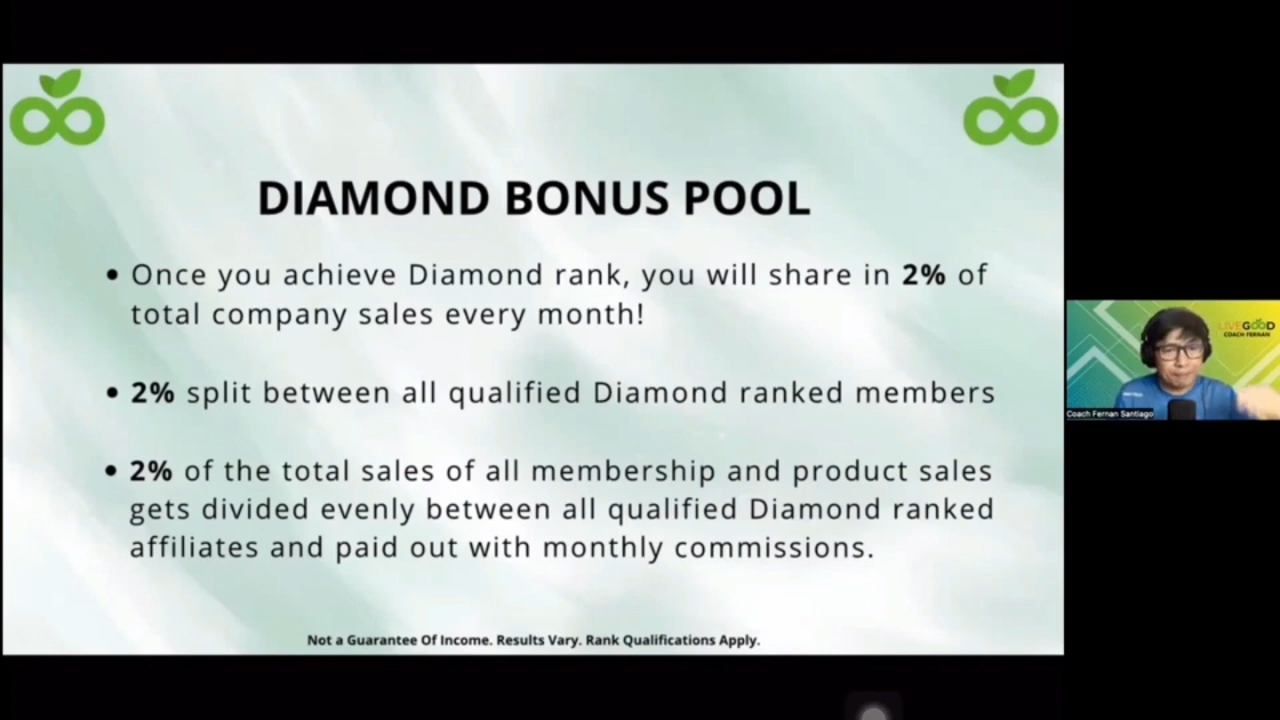 DIAMOND BONUS POOL
• Once you achieve Diamond rank, you will share in 2% of
total company sales every month!
• 2% split between all qualified Diamond ranked members
• 2% of the total sales of all membership and product sales
gets divided evenly between all qualified Diamond ranked
affiliates and paid out with monthly commissions.
Not a Guarantee Of Income. Results Vary. Rank Qualifications Apply.
LIVEGOOD
COACH FERNAN
Coach Fernan Santiago